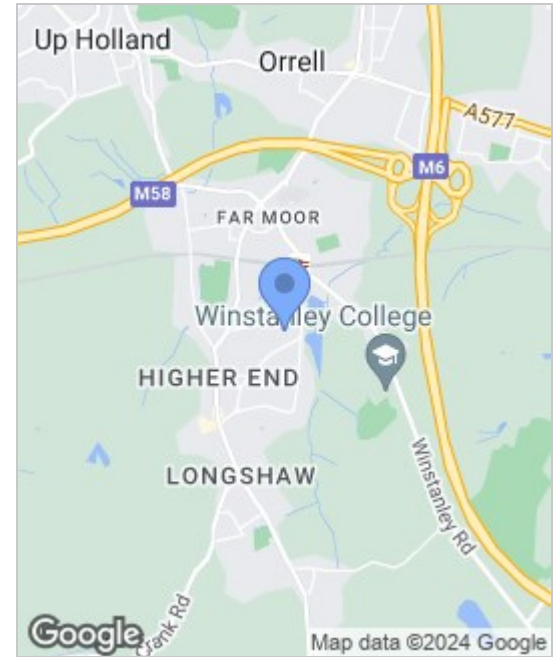 Up Holland
Orrell
A577
M6
M58
FAR MOOR
Winstanley College
HIGHER END
LONGSHAW
Winstanley Rd
Crank Rd
Google
Map data ©2024 Google